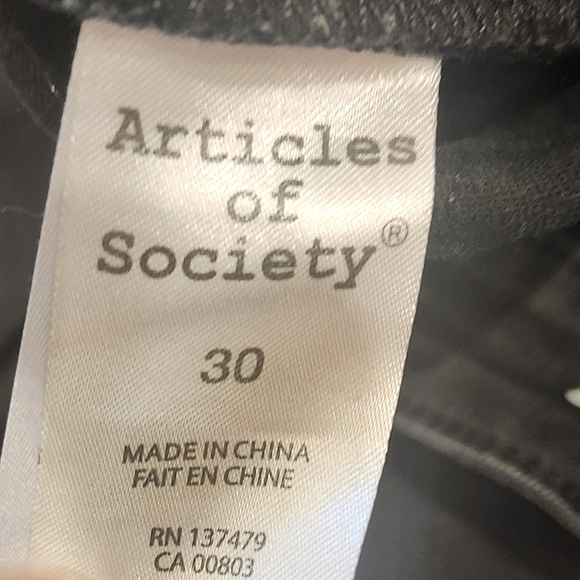 Articles
of
Society®
30
MADE IN CHINA
FAIT EN CHINE
RN 137479
CA 00803